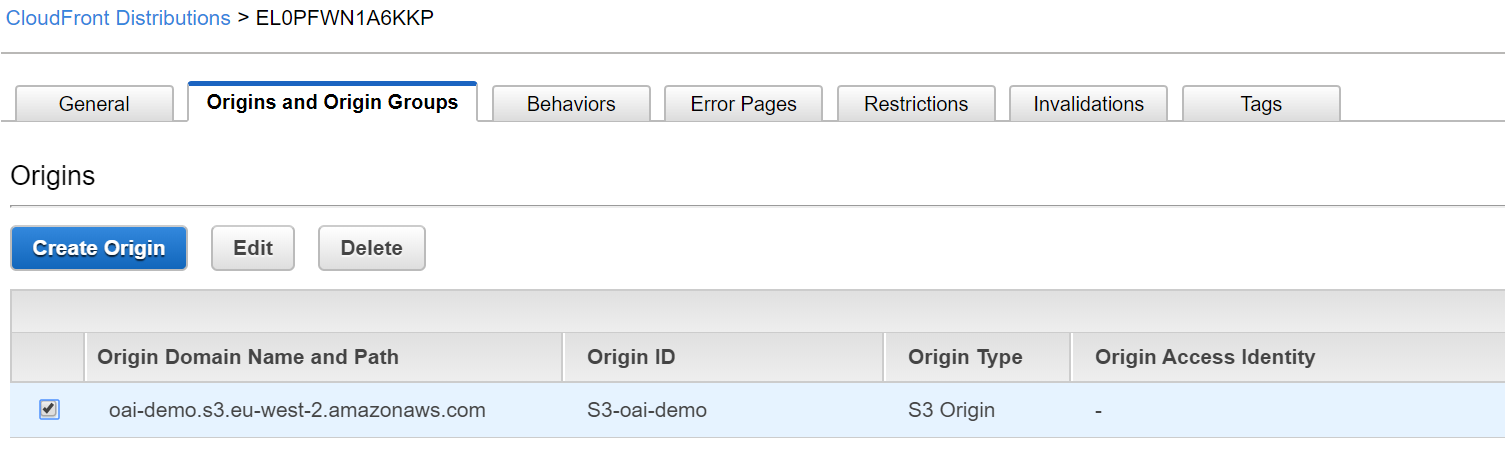 CloudFront Distributions > EL0PFWN1A6KKP
General Origins and Origin Groups Behaviors Error Pages Restrictions Invalidations Tags
Origins
Create Origin Edit Delete
Origin Domain Name and Path Origin ID Origin Type Origin Access Identity
oai-demo.s3.eu-west-2.amazonaws.com S3-oai-demo S3 Origin -